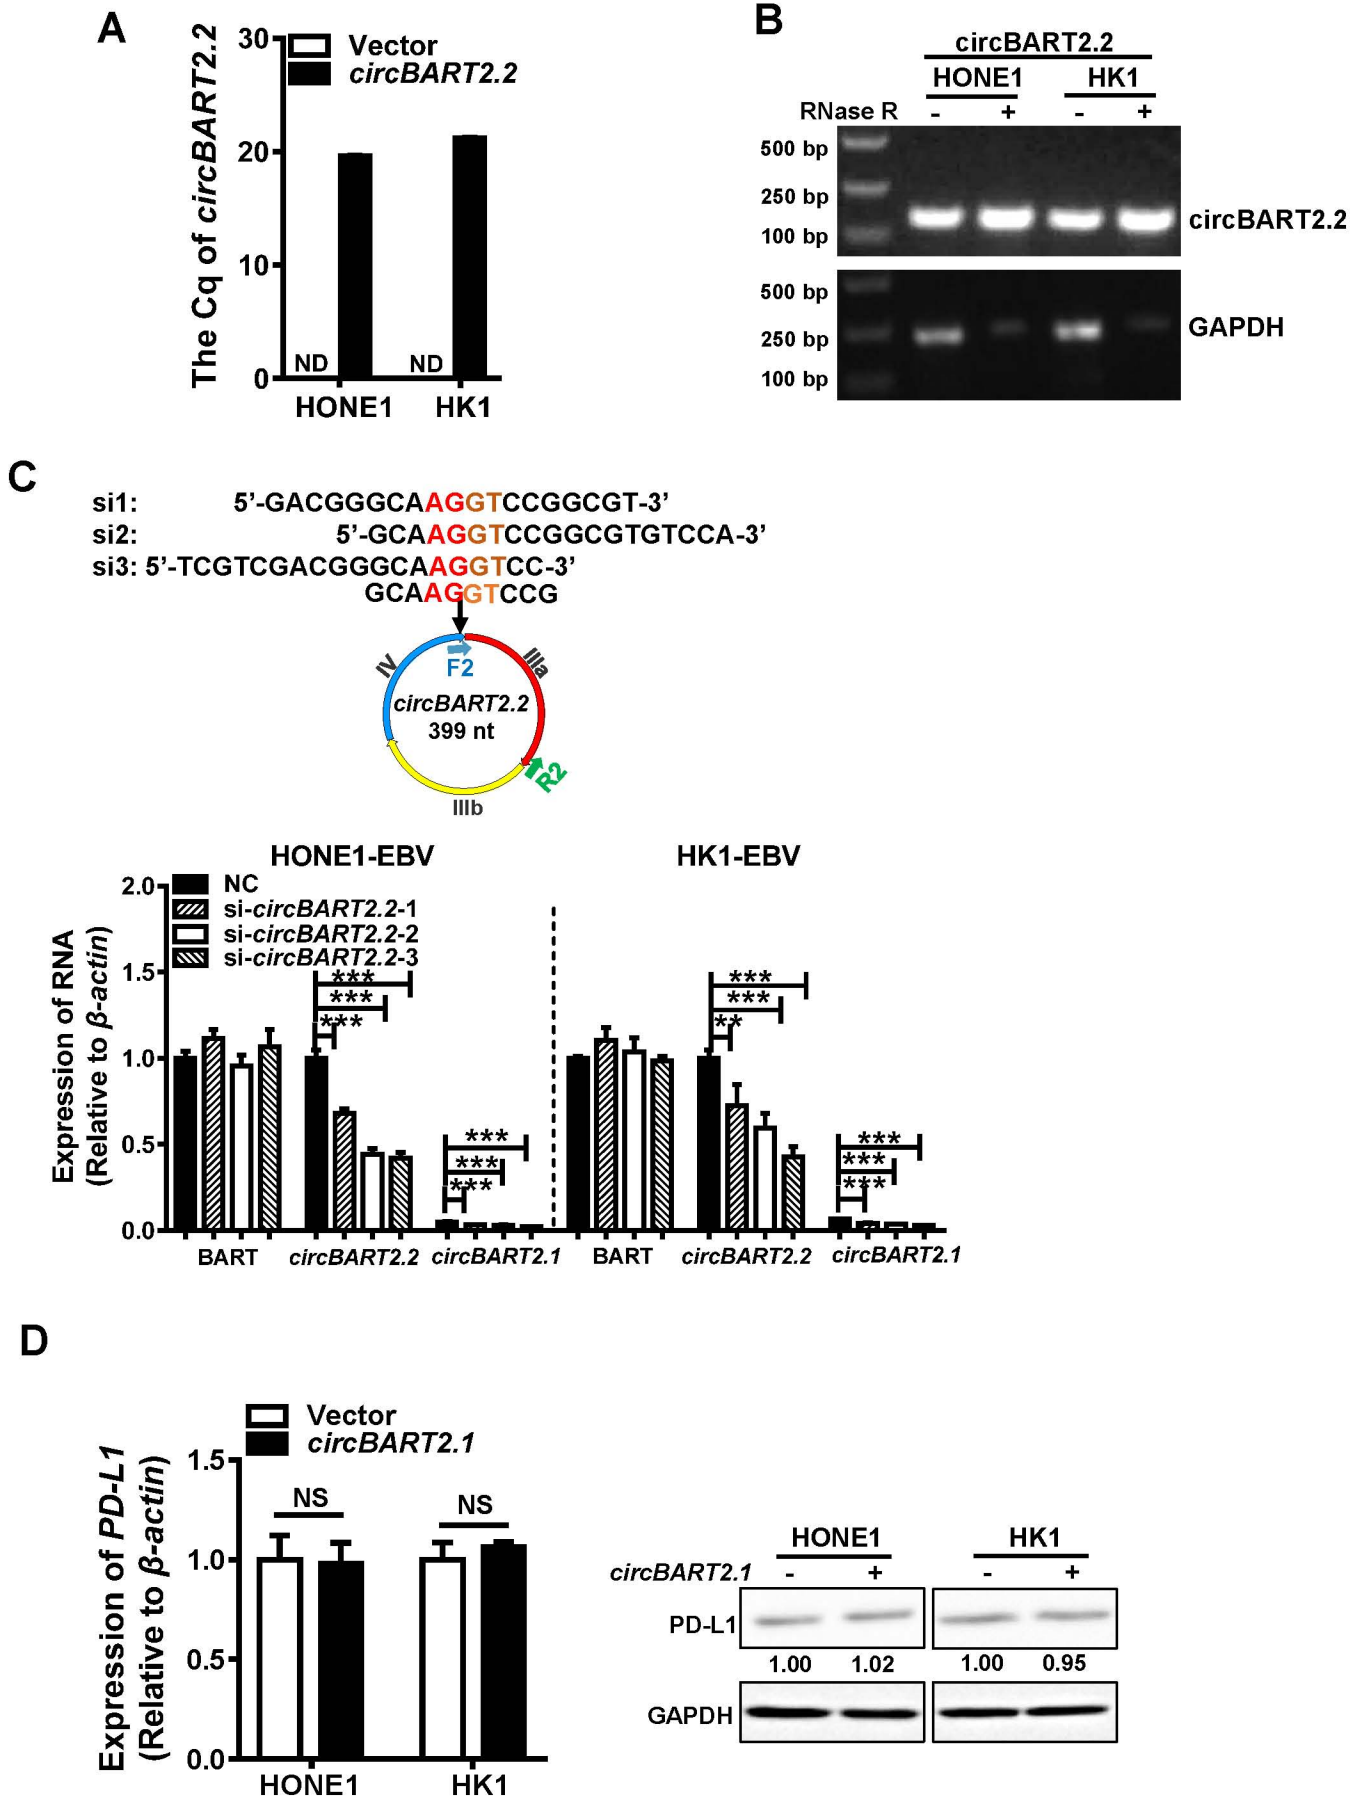 A
The Cq of circBART2.2
30
20
10
0
Vector
circBART2.2
ND
ND
HONE1
HK1
B
circBART2.2
HONE1
HK1
RNase R - + - +
500 bp
250 bp
100 bp
circBART2.2
500 bp
250 bp
100 bp
GAPDH
C
si1: 5’-GACGGGCAAGGTCCGGCGT-3’
si2: 5’-GCAAGGTCCGGCGTGTCCA-3’
si3: 5’-TCGTCGACGGGCAAGGTCC-3’
GCAAGGTCCG
IV
F2
IIIa
circBART2.2
399 nt
R2
IIIb
HONE1-EBV
HK1-EBV
Expression of RNA
(Relative to β-actin)
2.0
1.5
1.0
0.5
0.0
NC
si-circBART2.2-1
si-circBART2.2-2
si-circBART2.2-3
***
***
***
***
***
***
***
***
**
***
***
***
BART
circBART2.2
circBART2.1
BART
circBART2.2
circBART2.1
D
Expression of PD-L1
(Relative to β-actin)
Vector
circBART2.1
1.5
1.0
0.5
0.0
NS
NS
HONE1
HK1
HONE1
HK1
circBART2.1 - + - +
PD-L1
1.00 1.02 1.00 0.95
GAPDH